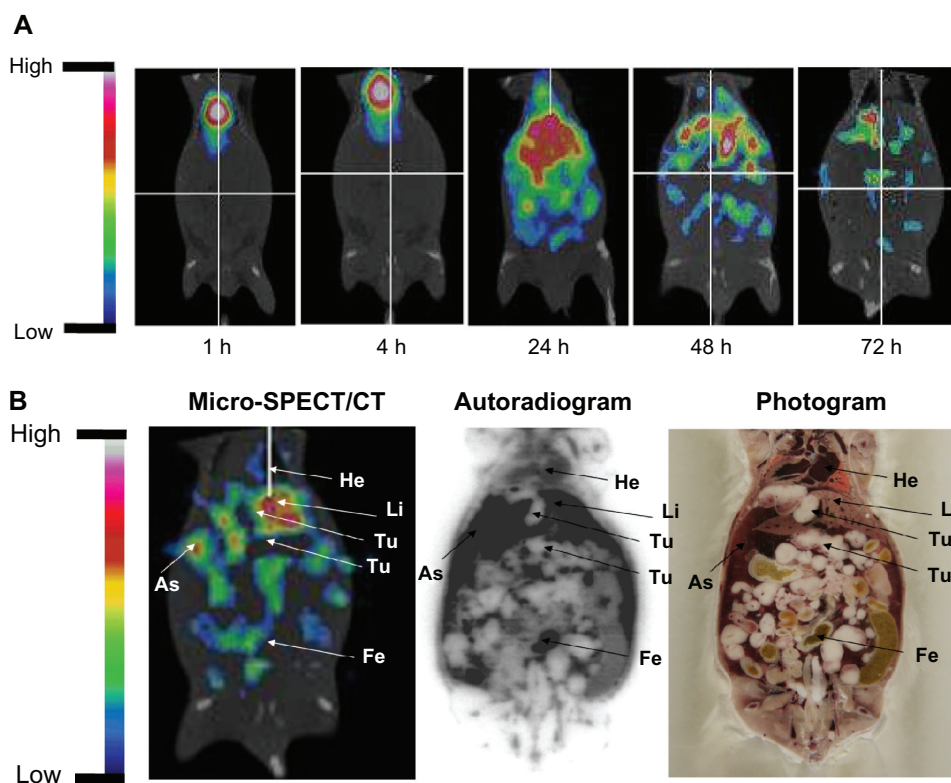 A
High
Low
1 h
4 h
24 h
48 h
72 h
B
Micro-SPECT/CT
Autoradiogram
Photogram
High
Low
He
Li
Tu
Tu
As
Fe
He
Li
Tu
Tu
As
Fe
He
L
Tu
Tu
As
Fe